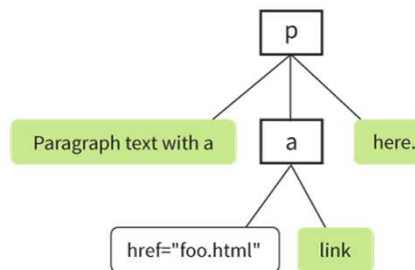 p
Paragraph text with a
a
here.
href="foo.html"
link